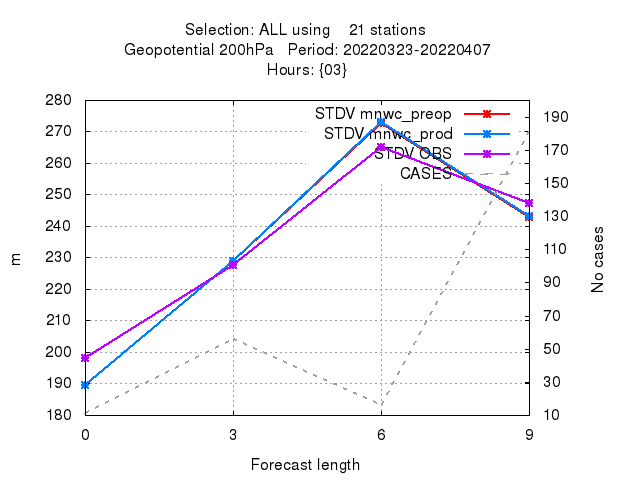 Selection: ALL using    21 stations
Geopotential 200hPa   Period: 20220323-20220407
Hours: {03}
STDV mnwc_preop
STDV mnwc_prod
STDV OBS
CASES
280
270
260
250
240
230
220
210
200
190
180
190
170
150
130
110
90
70
50
30
10
m
No cases
0 3 6 9
Forecast length